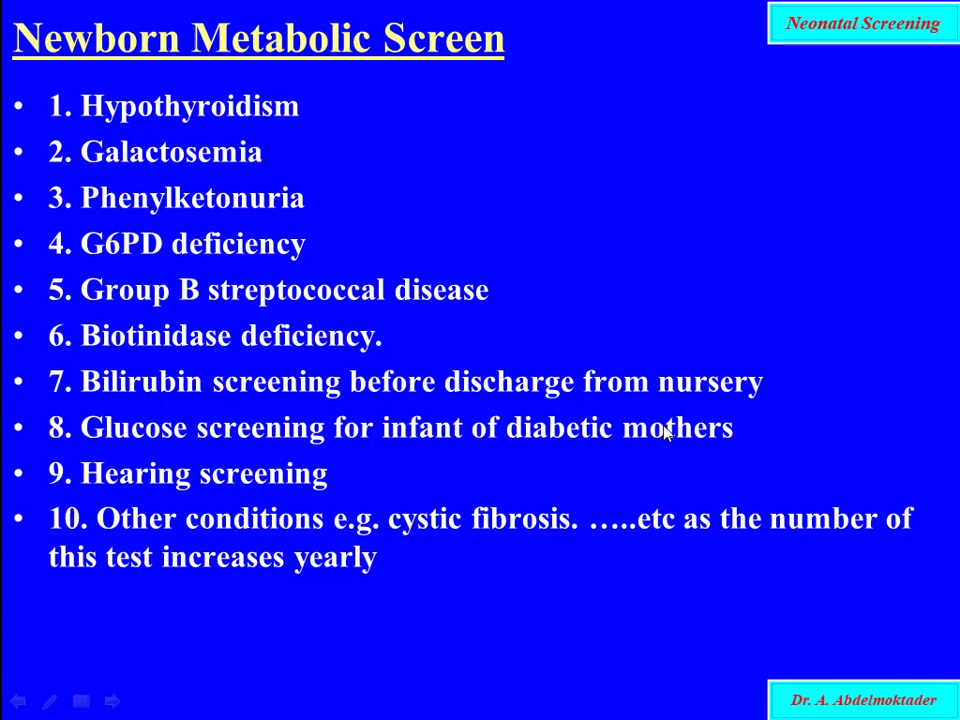 Newborn Metabolic Screen
Neonatal Screening
• 1. Hypothyroidism
• 2. Galactosemia
• 3. Phenylketonuria
• 4. G6PD deficiency
• 5. Group B streptococcal disease
• 6. Biotinidase deficiency.
• 7. Bilirubin screening before discharge from nursery
• 8. Glucose screening for infant of diabetic mothers
• 9. Hearing screening
• 10. Other conditions e.g. cystic fibrosis. …..etc as the number of
this test increases yearly
Dr. A. Abdelmoktader